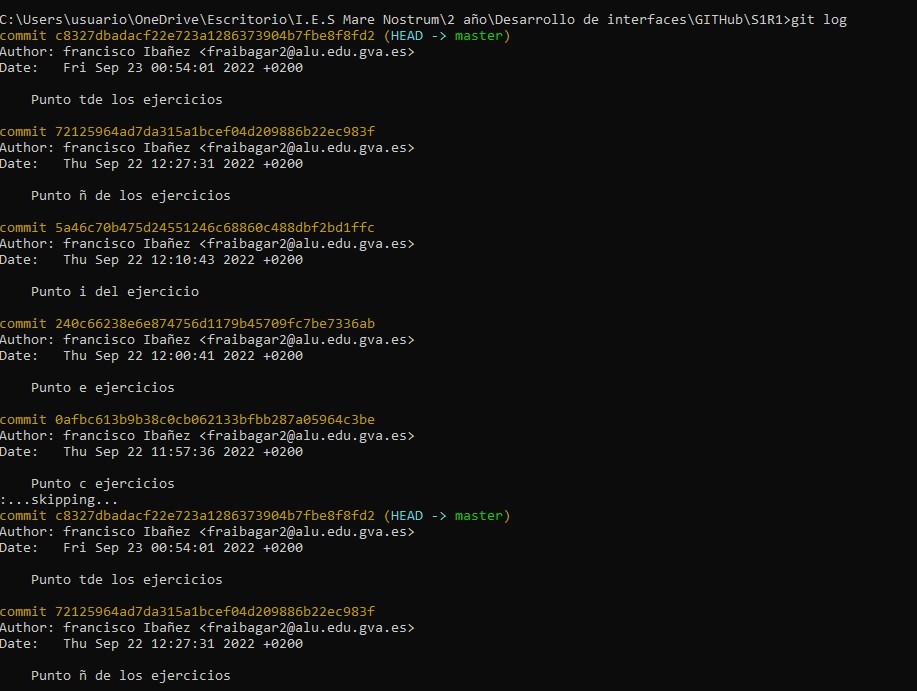 C:\Users\usuario\OneDrive\Escritorio\I.E.S Mare Nostrum\2 año\Desarrollo de interfaces\GITHub\S1R1>git log
commit c8327dbadacf22e723a1286373904b7fbe8f8fd2 (HEAD -> master)
Author: francisco Ibañez <fraibagar2@alu.edu.gva.es>
Date:   Fri Sep 23 00:54:01 2022 +0200
    Punto tde los ejercicios
commit 72125964ad7da315a1bcef04d209886b22ec983f
Author: francisco Ibañez <fraibagar2@alu.edu.gva.es>
Date:   Thu Sep 22 12:27:31 2022 +0200
    Punto ñ de los ejercicios
commit 5a46c70b475d24551246c68860c488dbf2bd1ffc
Author: francisco Ibañez <fraibagar2@alu.edu.gva.es>
Date:   Thu Sep 22 12:10:43 2022 +0200
    Punto i del ejercicio
commit 240c66238e6e874756d1179b45709fc7be7336ab
Author: francisco Ibañez <fraibagar2@alu.edu.gva.es>
Date:   Thu Sep 22 12:00:41 2022 +0200
    Punto e ejercicios
commit 0afbc613b9b38c0cb062133bfbb287a05964c3be
Author: francisco Ibañez <fraibagar2@alu.edu.gva.es>
Date:   Thu Sep 22 11:57:36 2022 +0200
    Punto c ejercicios
:...skipping...
commit c8327dbadacf22e723a1286373904b7fbe8f8fd2 (HEAD -> master)
Author: francisco Ibañez <fraibagar2@alu.edu.gva.es>
Date:   Fri Sep 23 00:54:01 2022 +0200
    Punto tde los ejercicios
commit 72125964ad7da315a1bcef04d209886b22ec983f
Author: francisco Ibañez <fraibagar2@alu.edu.gva.es>
Date:   Thu Sep 22 12:27:31 2022 +0200
    Punto ñ de los ejercicios